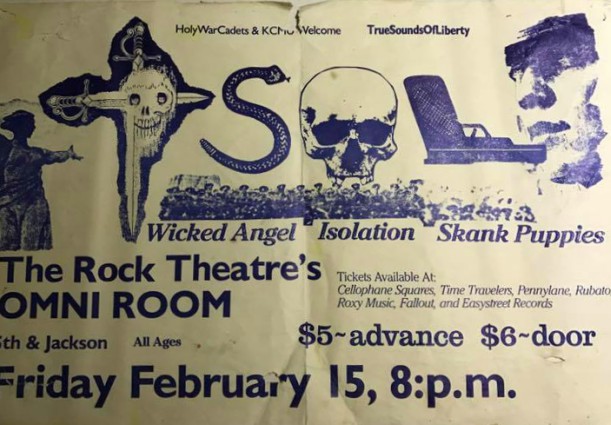 HolyWarCadets & KCMU Welcome TrueSoundsOfLiberty
TSOL
Wicked Angel Isolation Skank Puppies
The Rock Theatre's
OMNI ROOM
Tickets Available At:
Cellophane Squares, Time Travelers, Pennylane, Rubato
Roxy Music, Fallout, and Easystreet Records
5th & Jackson All Ages
$5~advance $6~door
Friday February 15, 8:p.m.